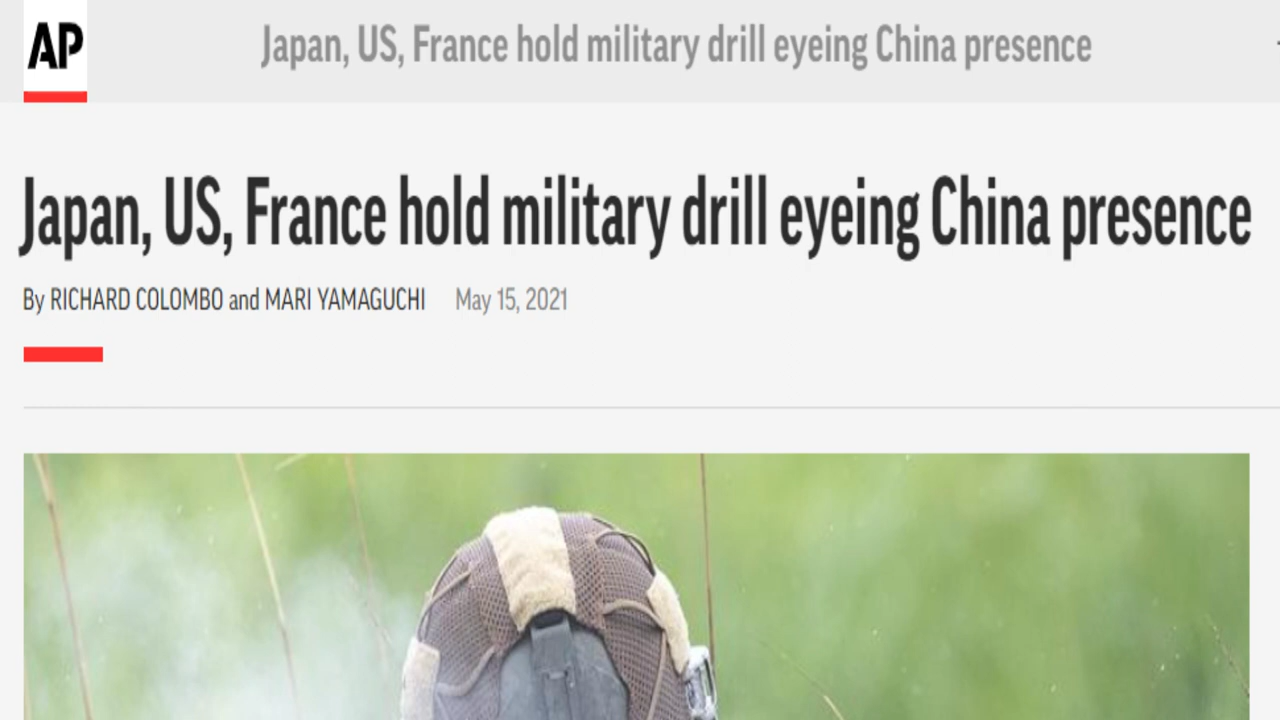 AP
Japan, US, France hold military drill eyeing China presence
Japan, US, France hold military drill eyeing China presence
By RICHARD COLOMBO and MARI YAMAGUCHI May 15, 2021